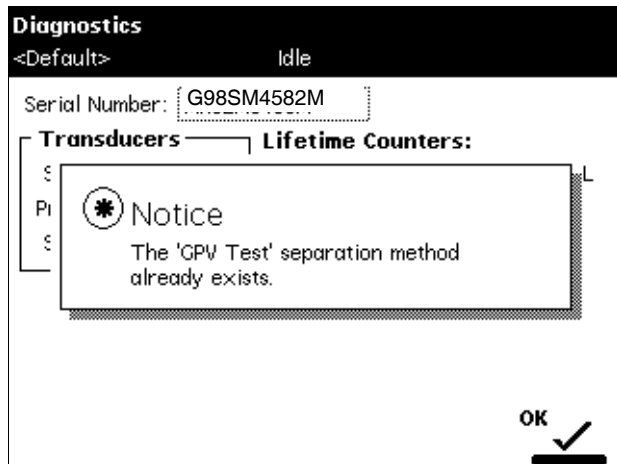 Diagnostics
<Default> Idle
Serial Number: G98SM4582M
Transducers Lifetime Counters:
Notice
The 'GPV Test' separation method
already exists.
OK